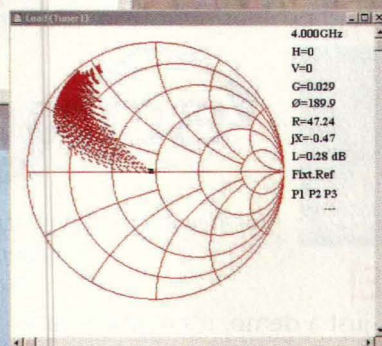 Load (Tuner1)
4.000GHz
H=0
V=0
G=0.029
Ø=189.9
R=47.24
jX=-0.47
L=0.28 dB
Fixt.Ref
P1 P2 P3
---